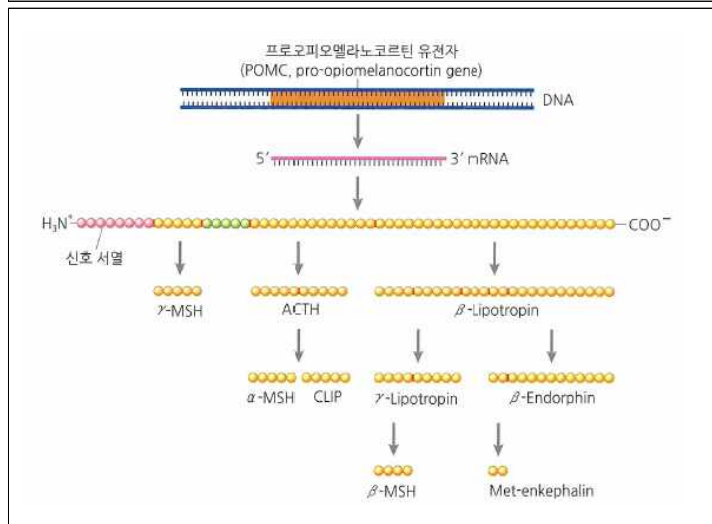 프로오피오멜라노코르틴 유전자
(POMC, pro-opiomelanocortin gene)
DNA
5′ 3′ mRNA
H₃N⁺ COO⁻
신호 서열
γ-MSH ACTH β-Lipotropin
α-MSH CLIP γ-Lipotropin β-Endorphin
β-MSH Met-enkephalin